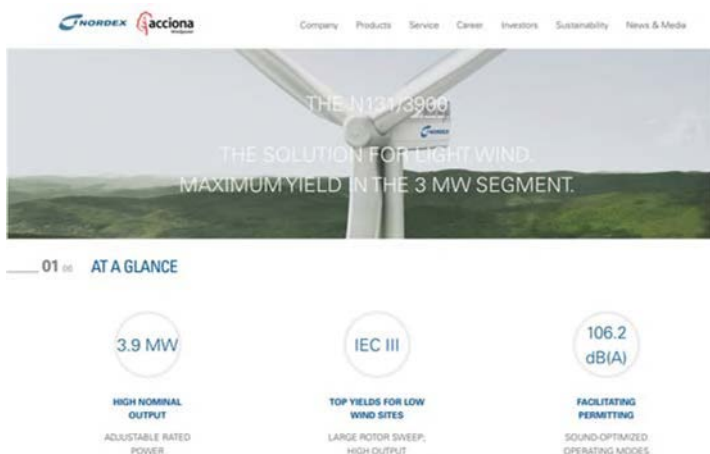 NORDEX acciona
Windpower
Company Products Service Career Investors Sustainability News & Media
THE N131/3900
NORDEX
THE SOLUTION FOR LIGHT WIND.
MAXIMUM YIELD IN THE 3 MW SEGMENT.
01 06 AT A GLANCE
3.9 MW
IEC III
106.2
dB(A)
HIGH NOMINAL
OUTPUT
TOP YIELDS FOR LOW
WIND SITES
FACILITATING
PERMITTING
ADJUSTABLE RATED
POWER
LARGE ROTOR SWEEP;
HIGH OUTPUT
SOUND-OPTIMIZED
OPERATING MODES